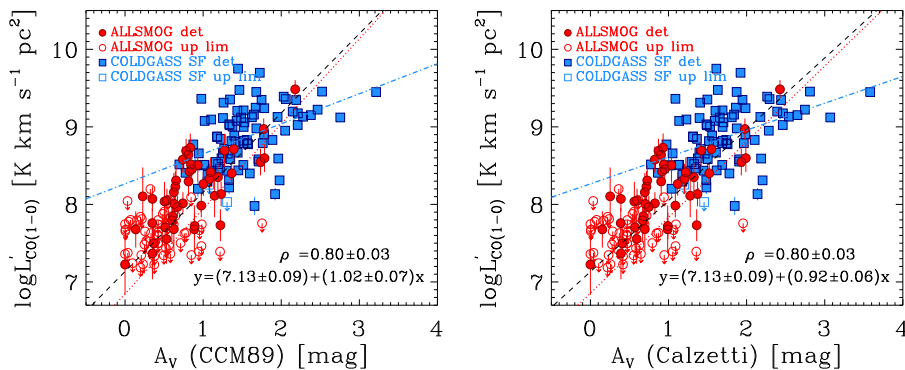 ALLSMOG det
ALLSMOG up lim
COLDGASS SF det
COLDGASS SF up lim
10
9
8
7
logL′CO(1−0) [K km s⁻¹ pc²]
ρ =0.80±0.03
y=(7.13±0.09)+(1.02±0.07)x
0 1 2 3 4
AV (CCM89) [mag]
ALLSMOG det
ALLSMOG up lim
COLDGASS SF det
COLDGASS SF up lim
10
9
8
7
logL′CO(1−0) [K km s⁻¹ pc²]
ρ =0.80±0.03
y=(7.13±0.09)+(0.92±0.06)x
0 1 2 3 4
AV (Calzetti) [mag]